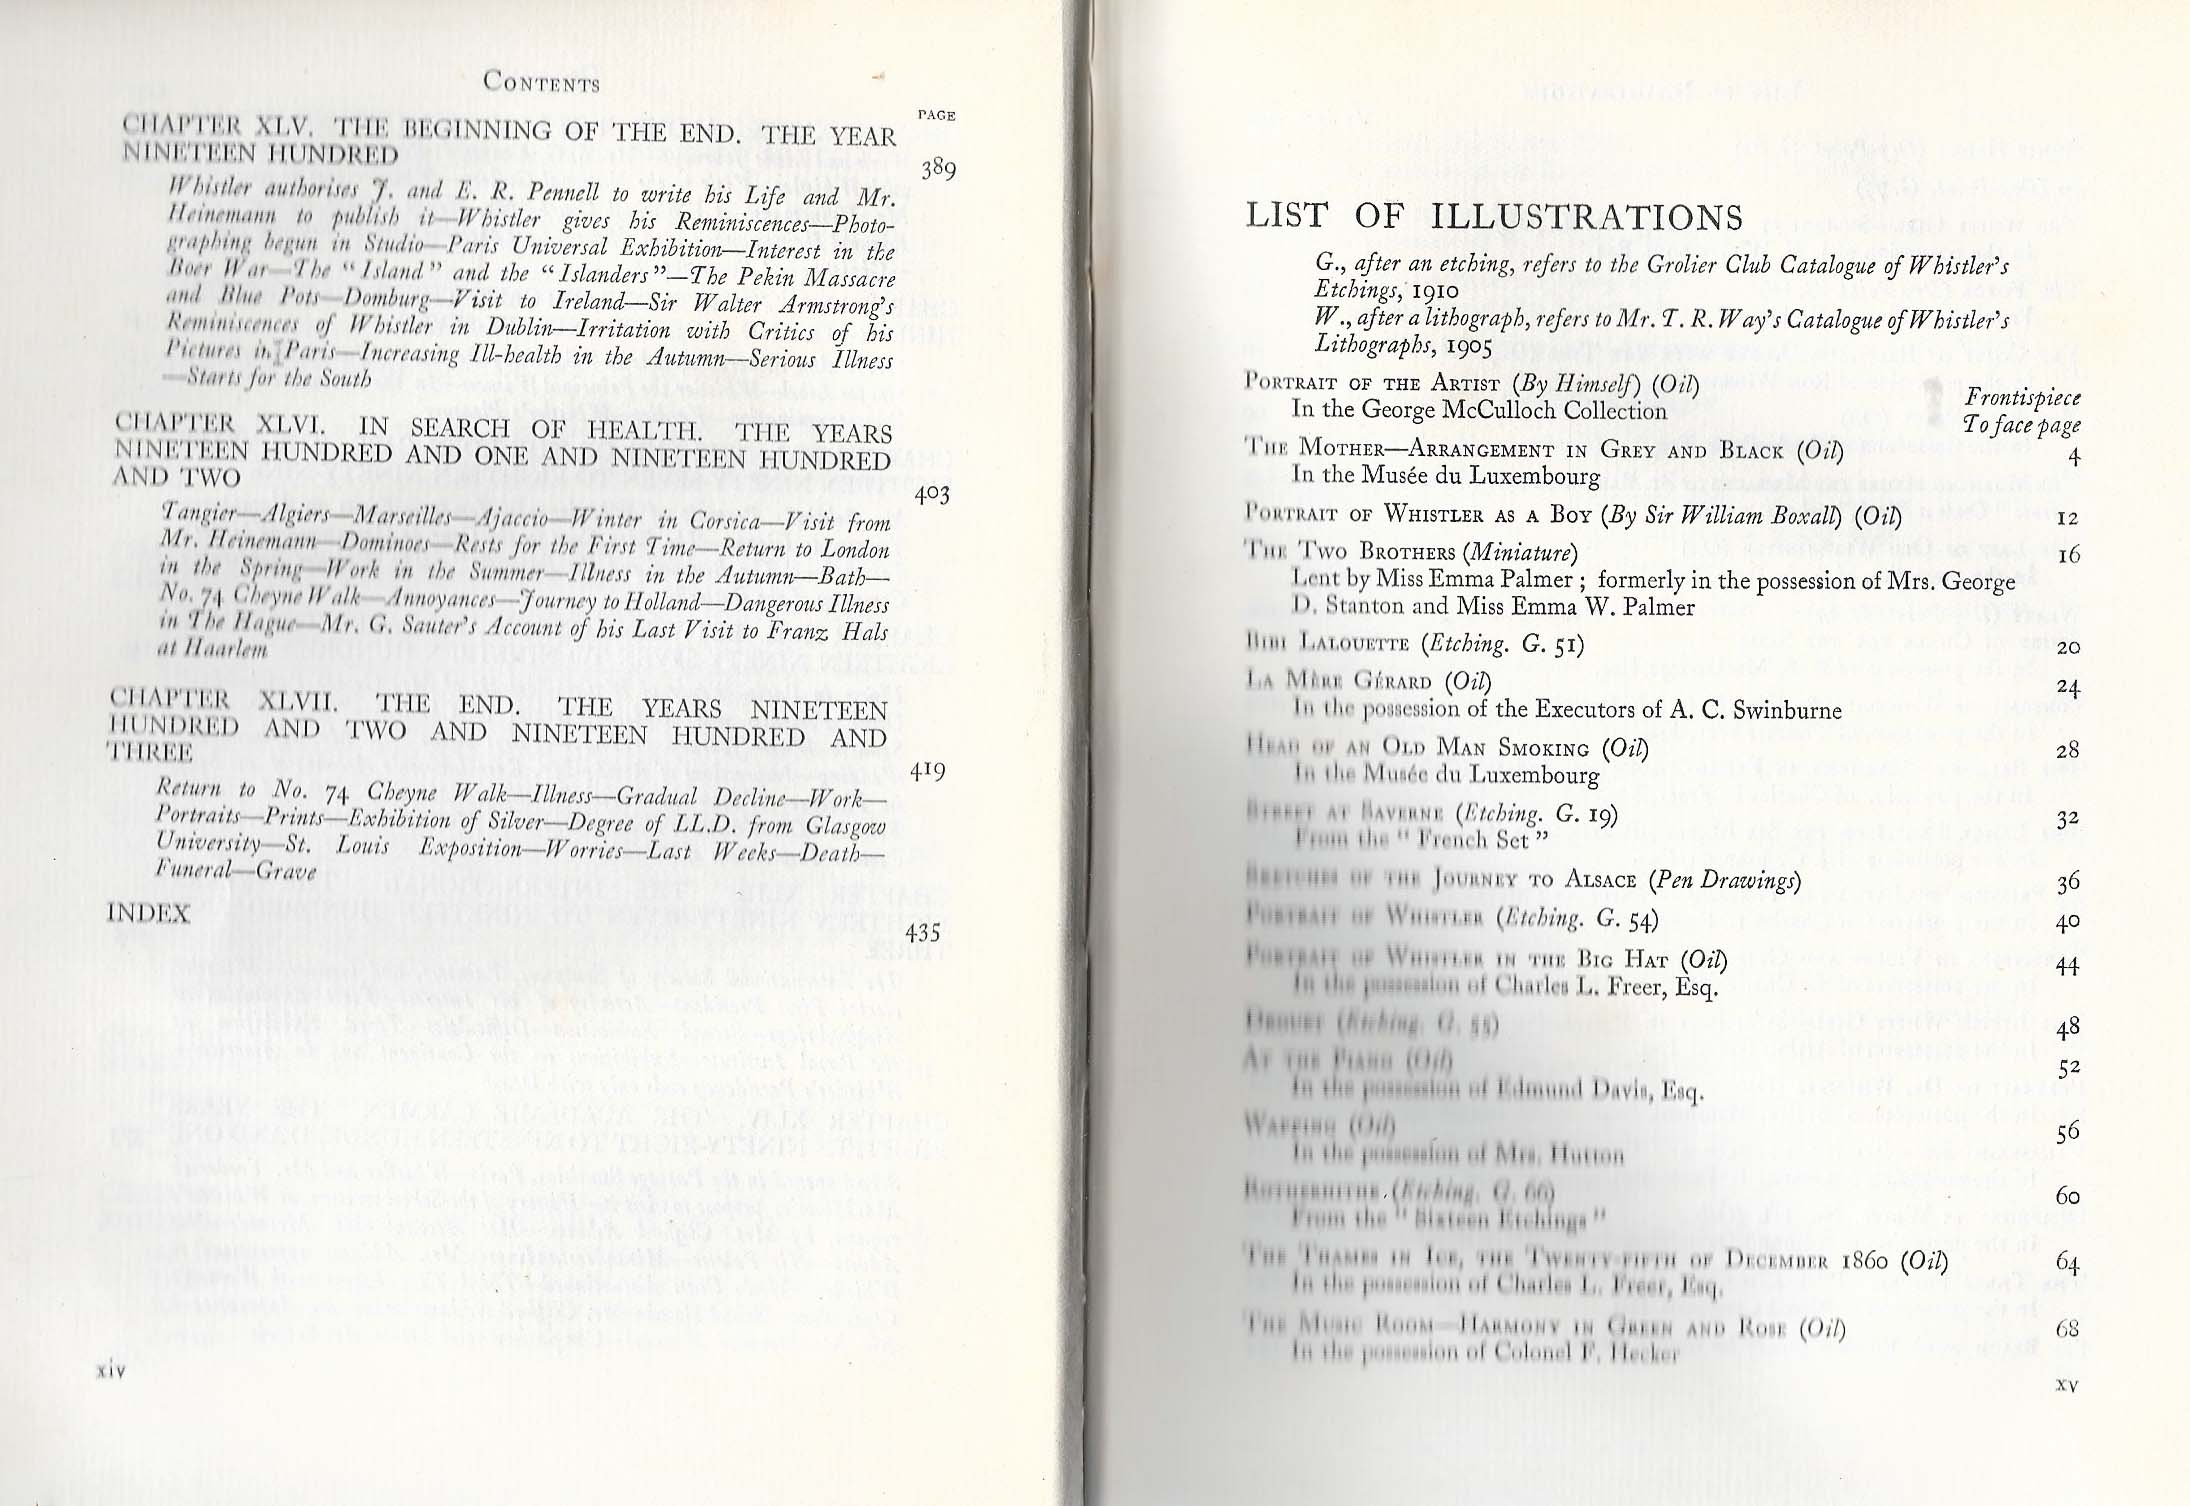 CONTENTS
PAGE
CHAPTER XLV. THE BEGINNING OF THE END. THE YEAR
NINETEEN HUNDRED 389
Whistler authorises J. and E. R. Pennell to write his Life and Mr.
Heinemann to publish it—Whistler gives his Reminiscences—Photo-
graphing begun in Studio—Paris Universal Exhibition—Interest in the
Boer War—The "Island" and the "Islanders"—The Pekin Massacre
and Blue Pots—Domburg—Visit to Ireland—Sir Walter Armstrong's
Reminiscences of Whistler in Dublin—Irritation with Critics of his
Pictures in Paris—Increasing Ill-health in the Autumn—Serious Illness
—Starts for the South
CHAPTER XLVI. IN SEARCH OF HEALTH. THE YEARS
NINETEEN HUNDRED AND ONE AND NINETEEN HUNDRED
AND TWO 403
Tangier—Algiers—Marseilles—Ajaccio—Winter in Corsica—Visit from
Mr. Heinemann—Dominoes—Rests for the First Time—Return to London
in the Spring—Work in the Summer—Illness in the Autumn—Bath—
No. 74 Cheyne Walk—Annoyances—Journey to Holland—Dangerous Illness
in The Hague—Mr. G. Sauter's Account of his Last Visit to Franz Hals
at Haarlem
CHAPTER XLVII. THE END. THE YEARS NINETEEN
HUNDRED AND TWO AND NINETEEN HUNDRED AND
THREE 419
Return to No. 74 Cheyne Walk—Illness—Gradual Decline—Work—
Portraits—Prints—Exhibition of Silver—Degree of LL.D. from Glasgow
University—St. Louis Exposition—Worries—Last Weeks—Death—
Funeral—Grave
INDEX 435
xiv
LIST OF ILLUSTRATIONS
G., after an etching, refers to the Grolier Club Catalogue of Whistler's
Etchings, 1910
W., after a lithograph, refers to Mr. T. R. Way's Catalogue of Whistler's
Lithographs, 1905
PORTRAIT OF THE ARTIST (By Himself) (Oil) Frontispiece
In the George McCulloch Collection
To face page
THE MOTHER—ARRANGEMENT IN GREY AND BLACK (Oil) 4
In the Musée du Luxembourg
PORTRAIT OF WHISTLER AS A BOY (By Sir William Boxall) (Oil) 12
THE TWO BROTHERS (Miniature) 16
Lent by Miss Emma Palmer ; formerly in the possession of Mrs. George
D. Stanton and Miss Emma W. Palmer
BIBI LALOUETTE (Etching. G. 51) 20
LA MÈRE GÉRARD (Oil) 24
In the possession of the Executors of A. C. Swinburne
HEAD OF AN OLD MAN SMOKING (Oil) 28
In the Musée du Luxembourg
STREET AT SAVERNE (Etching. G. 19) 32
From the "French Set"
SKETCHES OF THE JOURNEY TO ALSACE (Pen Drawings) 36
PORTRAIT OF WHISTLER (Etching. G. 54) 40
PORTRAIT OF WHISTLER IN THE BIG HAT (Oil) 44
In the possession of Charles L. Freer, Esq.
DROUET (Etching. G. 55) 48
AT THE PIANO (Oil) 52
In the possession of Edmund Davis, Esq.
WAPPING (Oil) 56
In the possession of Mrs. Hutton
ROTHERHITHE (Etching. G. 66) 60
From the "Sixteen Etchings"
THE THAMES IN ICE, THE TWENTY-FIFTH OF DECEMBER 1860 (Oil) 64
In the possession of Charles L. Freer, Esq.
THE MUSIC ROOM—HARMONY IN GREEN AND ROSE (Oil) 68
In the possession of Colonel F. Hecker
xv